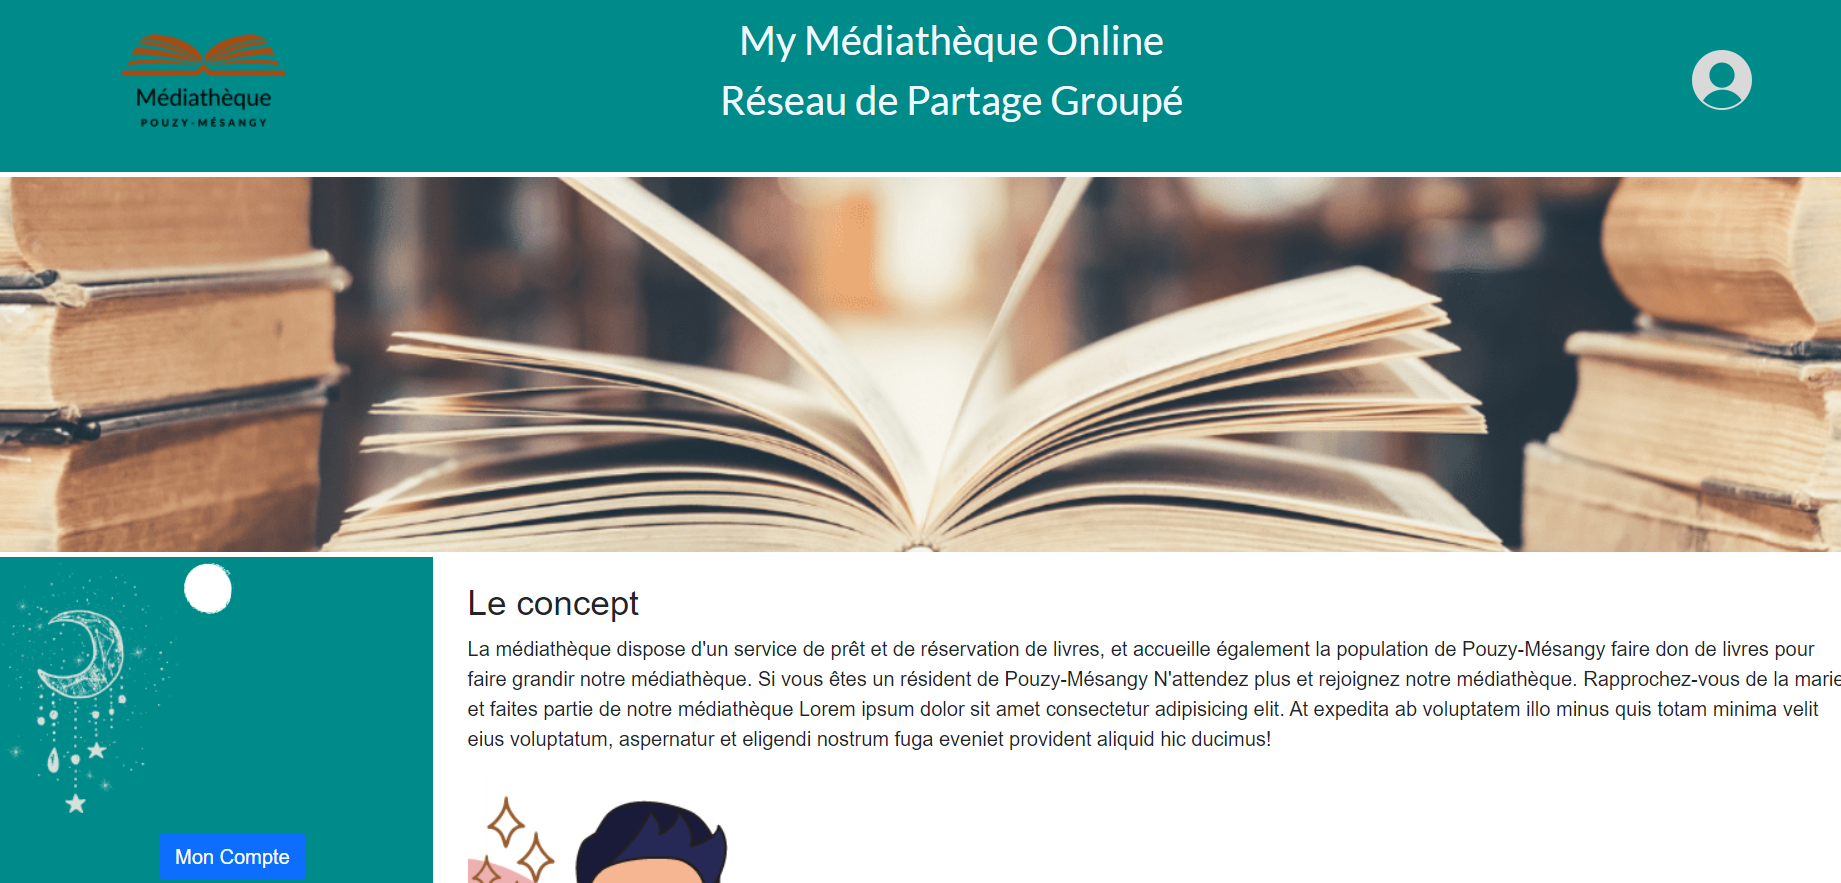 My Médiathèque Online
Réseau de Partage Groupé
Médiathèque
POUZY-MÉSANGY
Le concept
La médiathèque dispose d'un service de prêt et de réservation de livres, et accueille également la population de Pouzy-Mésangy faire don de livres pour
faire grandir notre médiathèque. Si vous êtes un résident de Pouzy-Mésangy N'attendez plus et rejoignez notre médiathèque. Rapprochez-vous de la marie
et faites partie de notre médiathèque Lorem ipsum dolor sit amet consectetur adipisicing elit. At expedita ab voluptatem illo minus quis totam minima velit
eius voluptatum, aspernatur et eligendi nostrum fuga eveniet provident aliquid hic ducimus!
Mon Compte